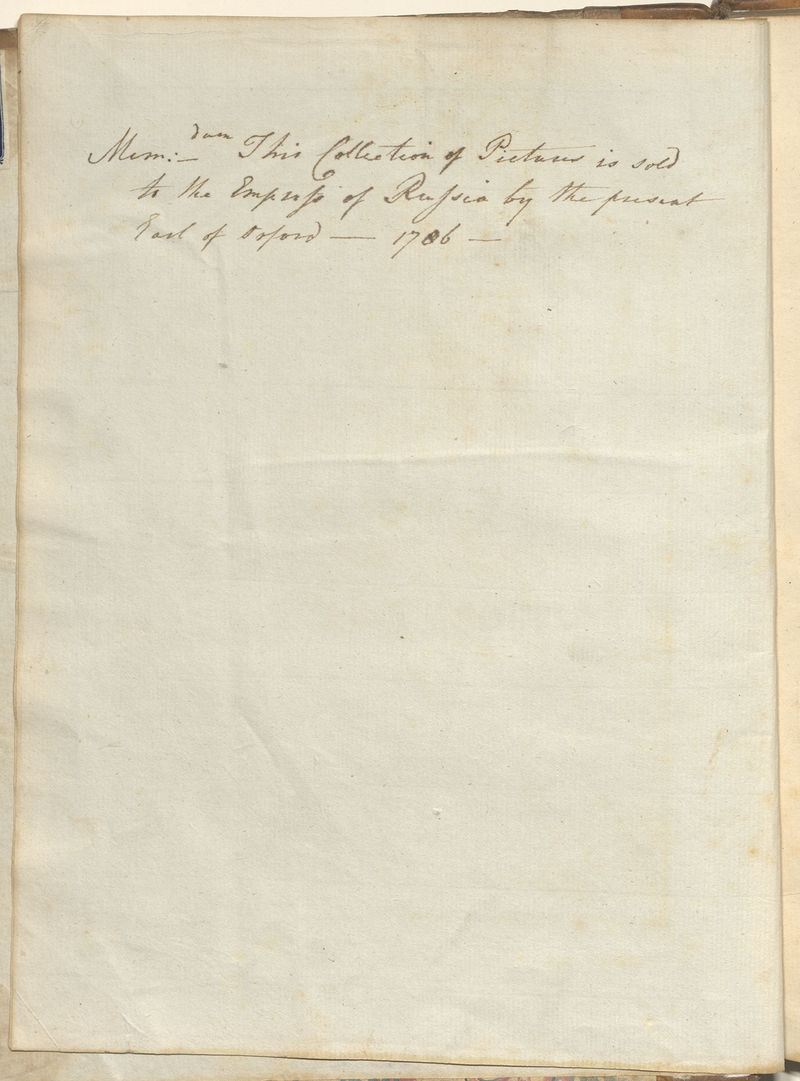 Mem:dum This Collection of Pictures is sold
to the Empress of Russia by the present
Earl of Orford — 1786 —